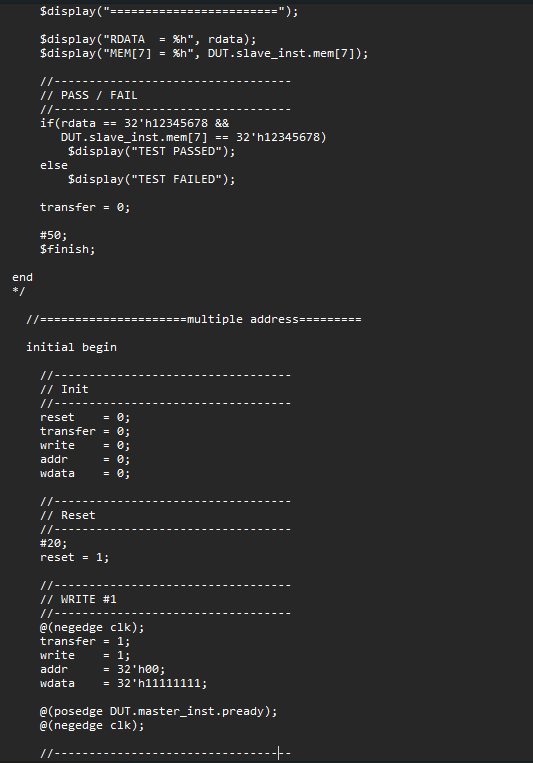 $display("========================");
$display("RDATA  = %h", rdata);
$display("MEM[7] = %h", DUT.slave_inst.mem[7]);
//----------------------------------
// PASS / FAIL
//----------------------------------
if(rdata == 32'h12345678 &&
DUT.slave_inst.mem[7] == 32'h12345678)
$display("TEST PASSED");
else
$display("TEST FAILED");
transfer = 0;
#50;
$finish;
end
*/
//=====================multiple address=========
initial begin
//----------------------------------
// Init
//----------------------------------
reset    = 0;
transfer = 0;
write    = 0;
addr     = 0;
wdata    = 0;
//----------------------------------
// Reset
//----------------------------------
#20;
reset = 1;
//----------------------------------
// WRITE #1
//----------------------------------
@(negedge clk);
transfer = 1;
write    = 1;
addr     = 32'h00;
wdata    = 32'h11111111;
@(posedge DUT.master_inst.pready);
@(negedge clk);
//----------------------------------